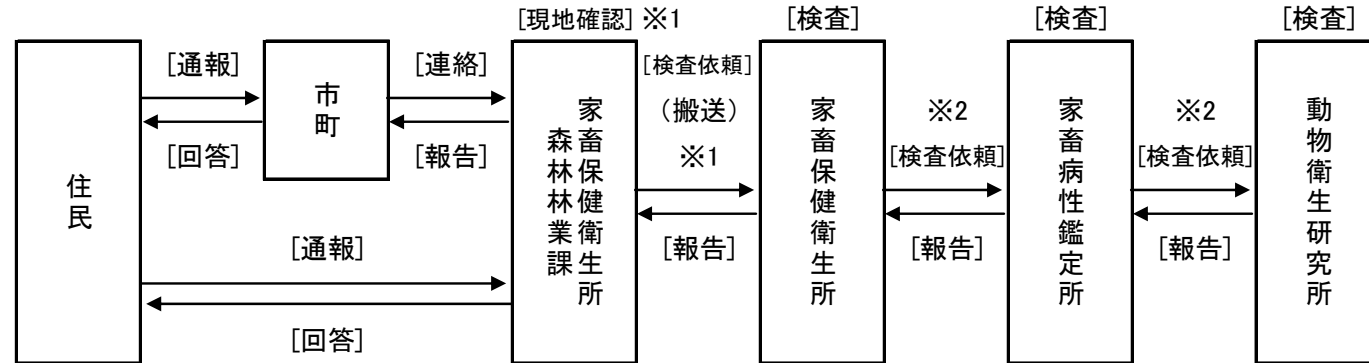 [現地確認] ※1
[検査]
[検査]
[検査]
住民
[通報]
[回答]
市町
[連絡]
[報告]
[通報]
[回答]
家畜保健衛生所
森林林業課
[検査依頼]
(搬送)
※1
[報告]
家畜保健衛生所
※2
[検査依頼]
[報告]
家畜病性鑑定所
※2
[検査依頼]
[報告]
動物衛生研究所